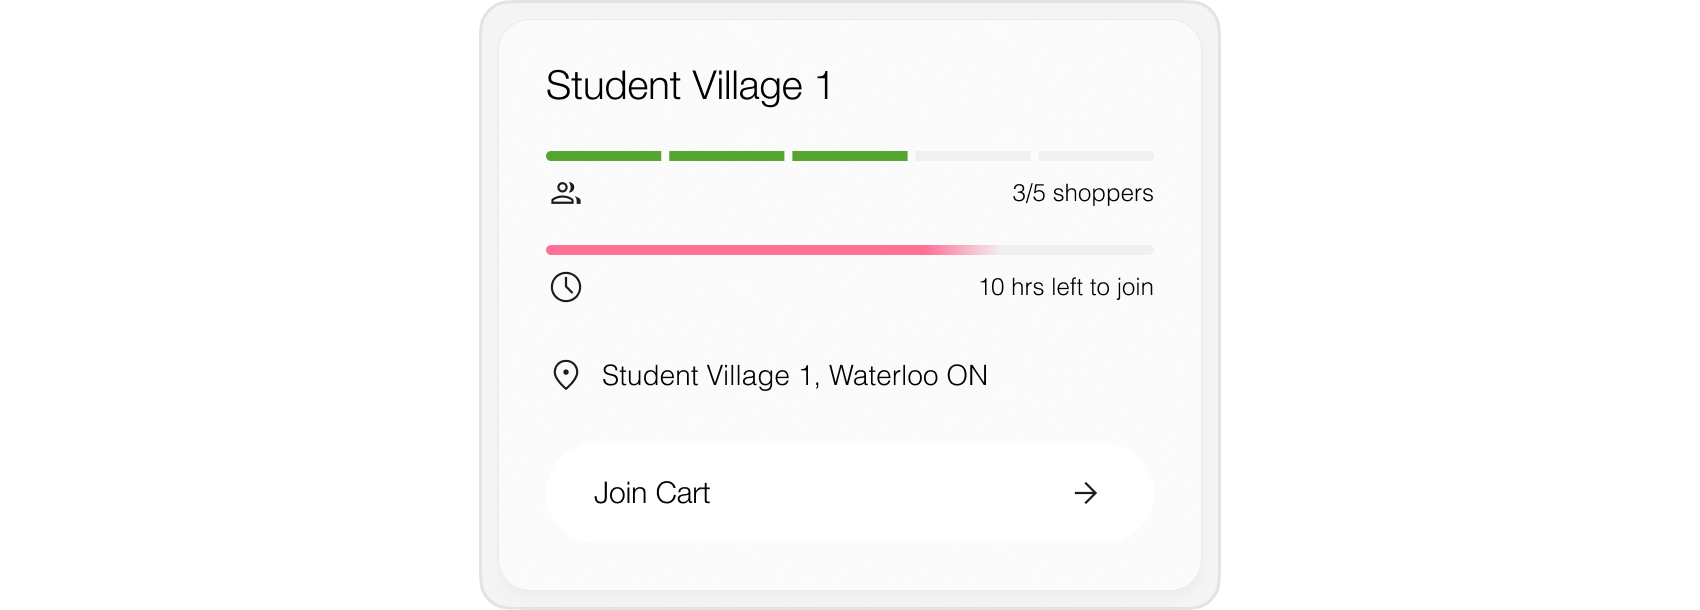 Student Village 1
3/5 shoppers
10 hrs left to join
Student Village 1, Waterloo ON
Join Cart